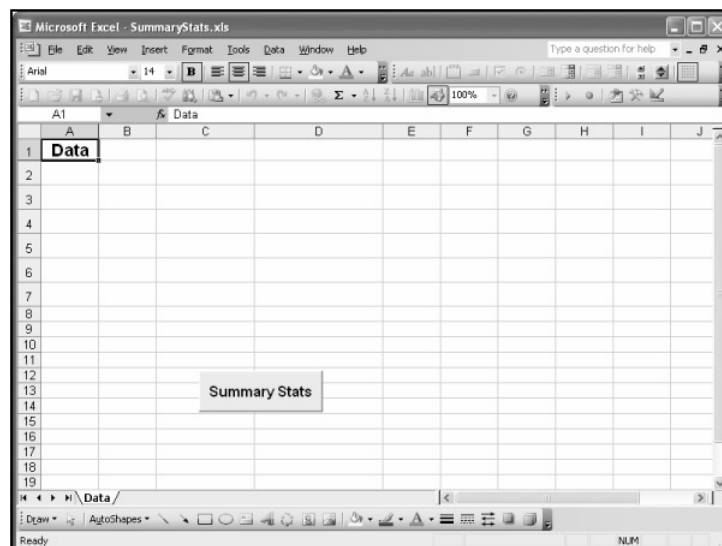 Microsoft Excel - SummaryStats.xls
File Edit View Insert Format Tools Data Window Help Type a question for help
Arial 14 B A
Σ 100%
A1 fx Data
A B C D E F G H I J
1 Data
2
3
4
5
6
7
8
9
10
11
12
13 Summary Stats
14
15
16
17
18
19
Data
Draw AutoShapes A
Ready NUM